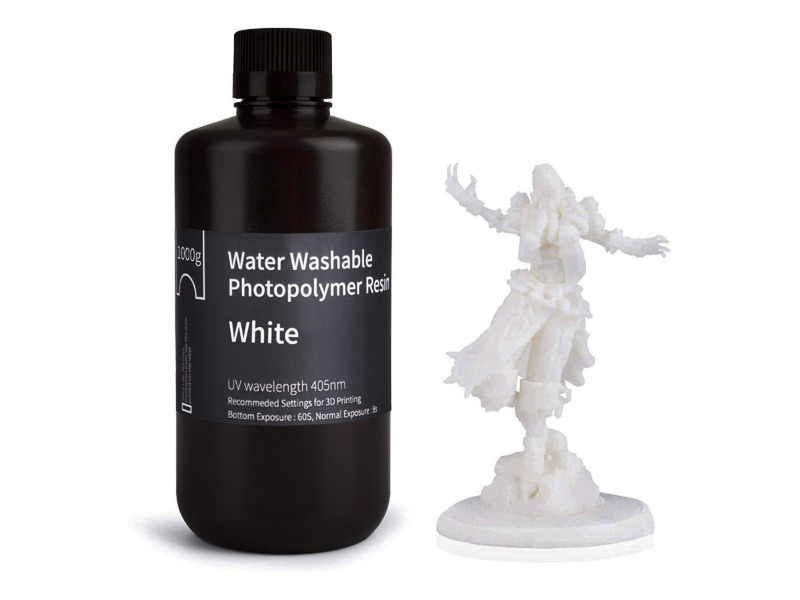 1000g
Water Washable
Photopolymer Resin
White
UV wavelength 405nm
Recommeded Settings for 3D Printing
Bottom Exposure : 60S, Normal Exposure : 8s